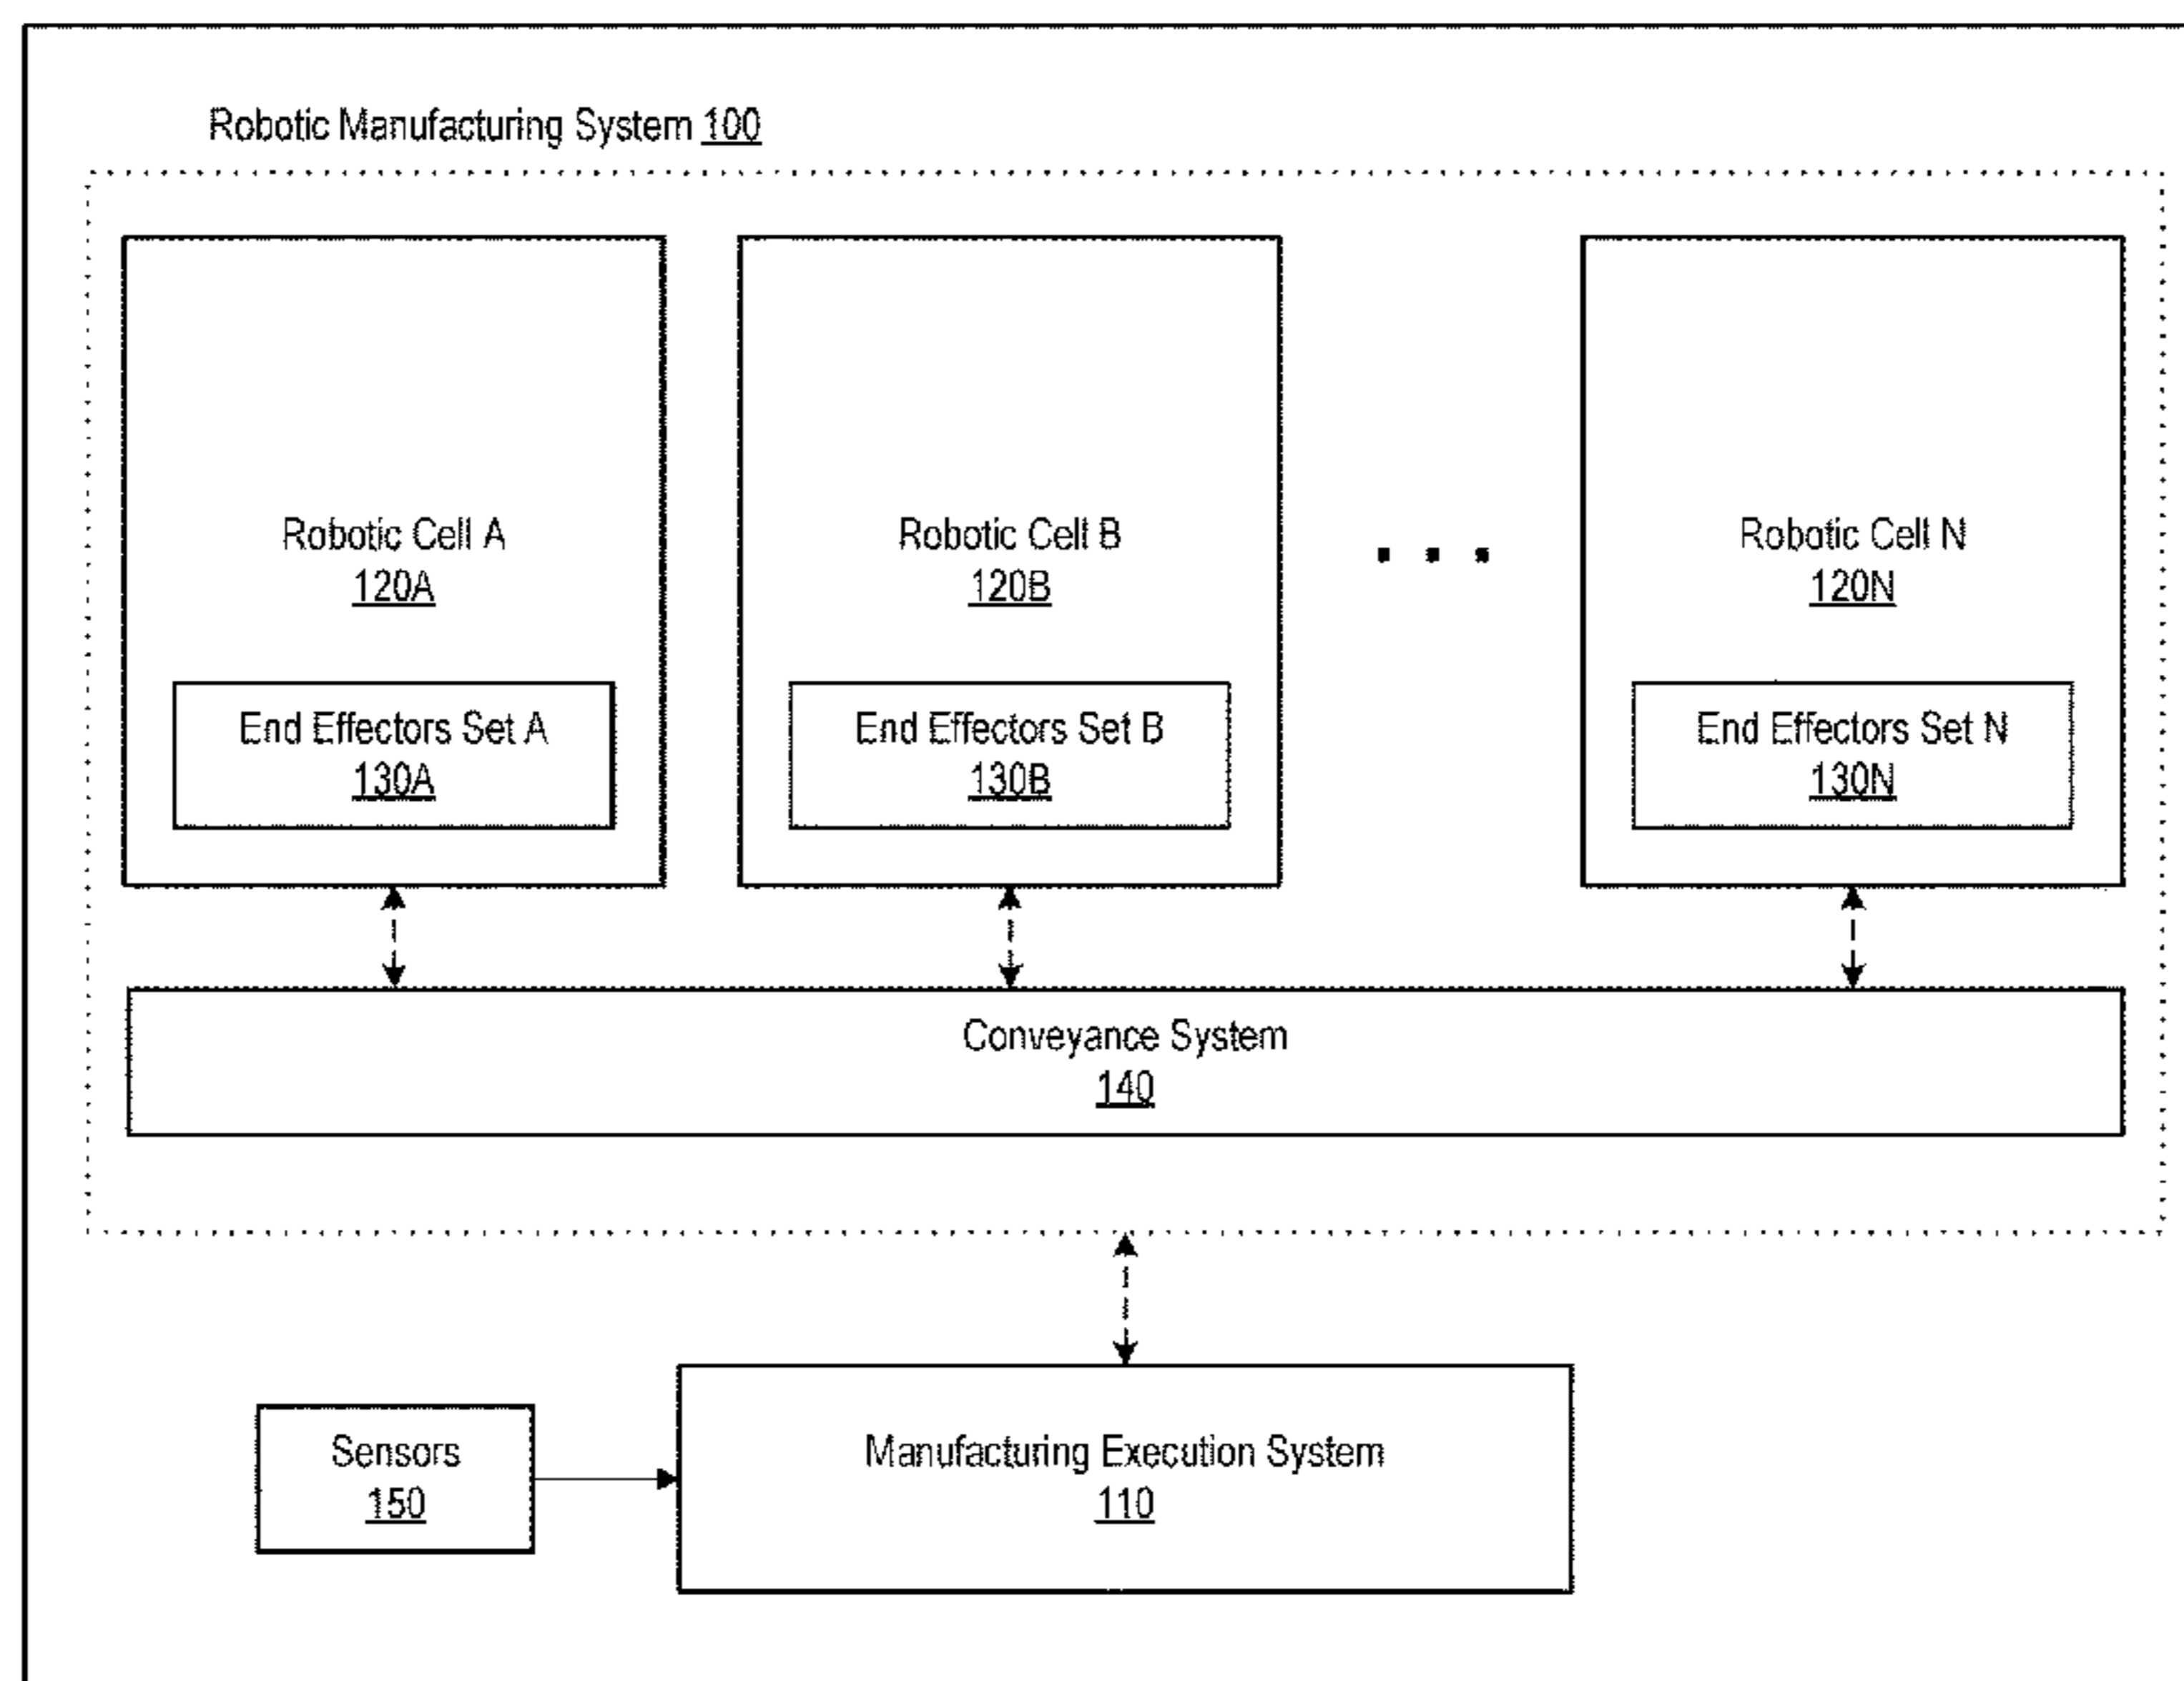 Robotic Manufacturing System 100
Robotic Cell A
120A
End Effectors Set A
130A
Robotic Cell B
120B
End Effectors Set B
130B
. . .
Robotic Cell N
120N
End Effectors Set N
130N
Conveyance System
140
Sensors
150
Manufacturing Execution System
110